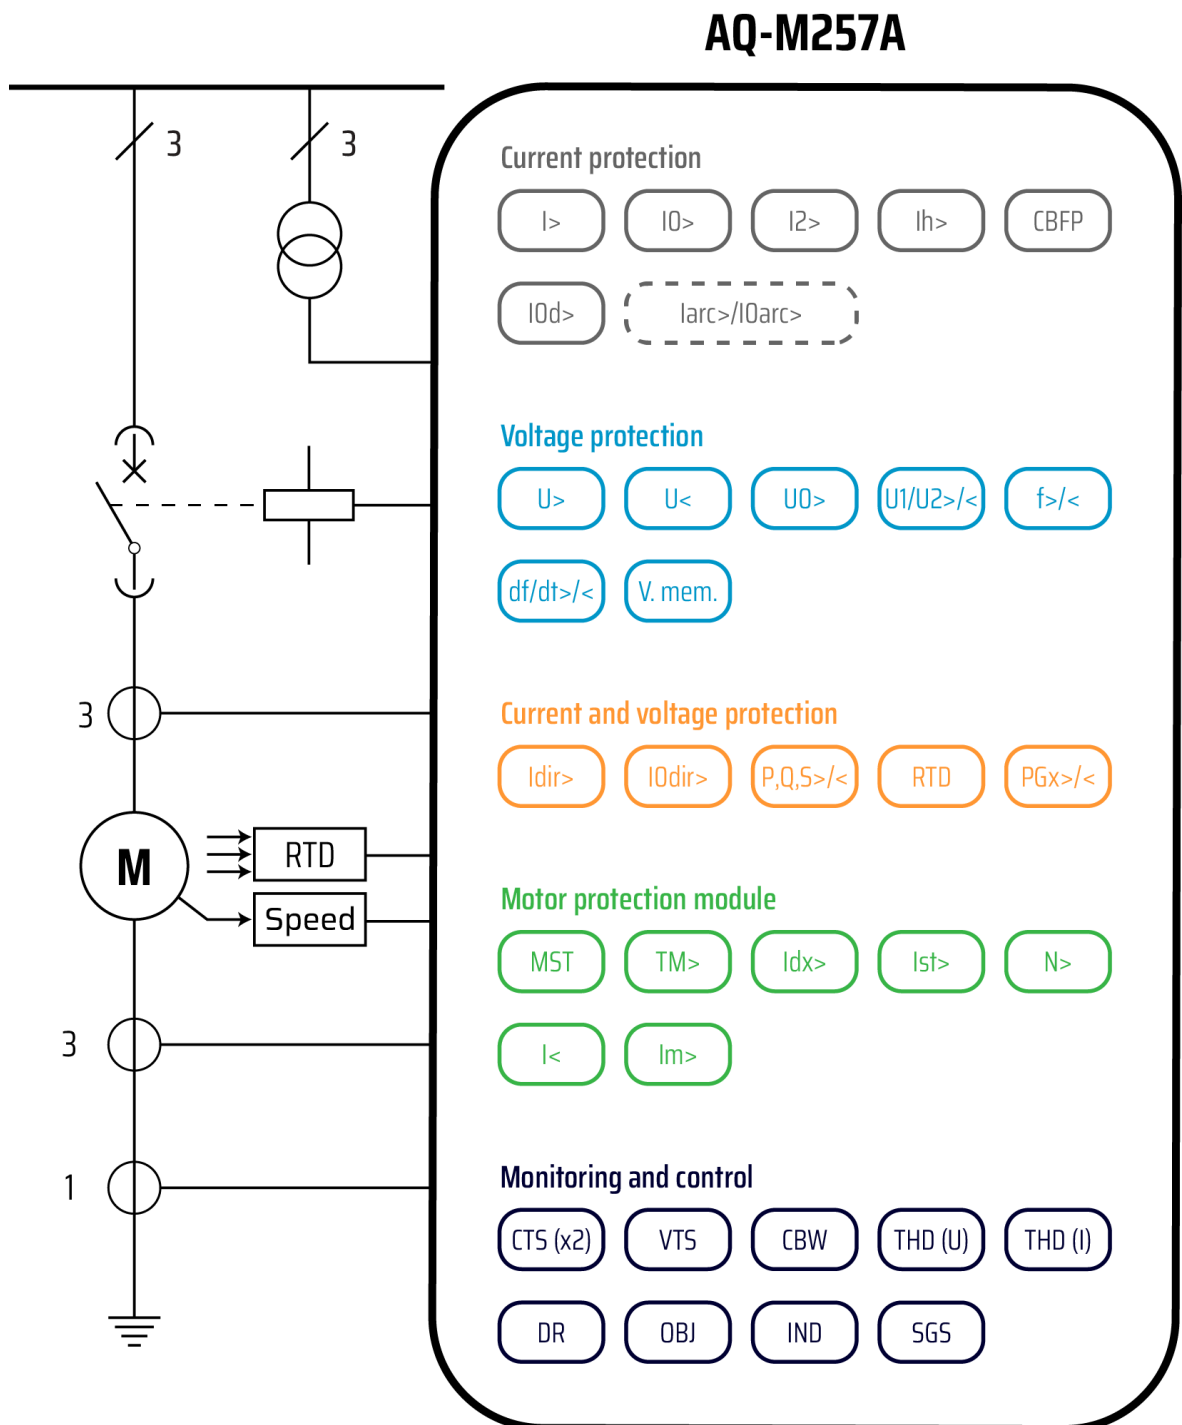 AQ-M257A
3 3
Current protection
I> I0> I2> Ih> CBFP
I0d> Iarc>/I0arc>
Voltage protection
U> U< U0> U1/U2>/< f>/<
df/dt>/< V. mem.
3
Current and voltage protection
Idir> I0dir> P,Q,S>/< RTD PGx>/<
M
RTD
Speed
Motor protection module
MST TM> Idx> Ist> N>
3
I< Im>
1
Monitoring and control
CTS (x2) VTS CBW THD (U) THD (I)
DR OBJ IND SGS